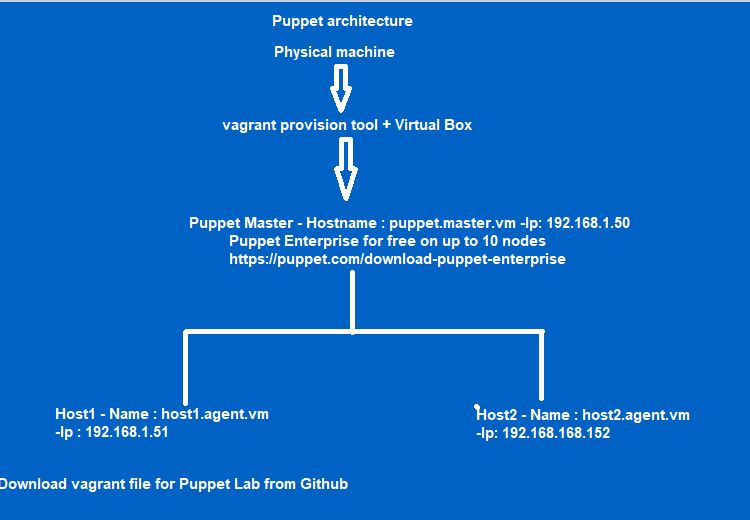 Puppet architecture
Physical machine
vagrant provision tool + Virtual Box
Puppet Master - Hostname : puppet.master.vm -Ip: 192.168.1.50
Puppet Enterprise for free on up to 10 nodes
https://puppet.com/download-puppet-enterprise
Host1 - Name : host1.agent.vm
-Ip : 192.168.1.51
Host2 - Name : host2.agent.vm
-Ip: 192.168.168.152
Download vagrant file for Puppet Lab from Github